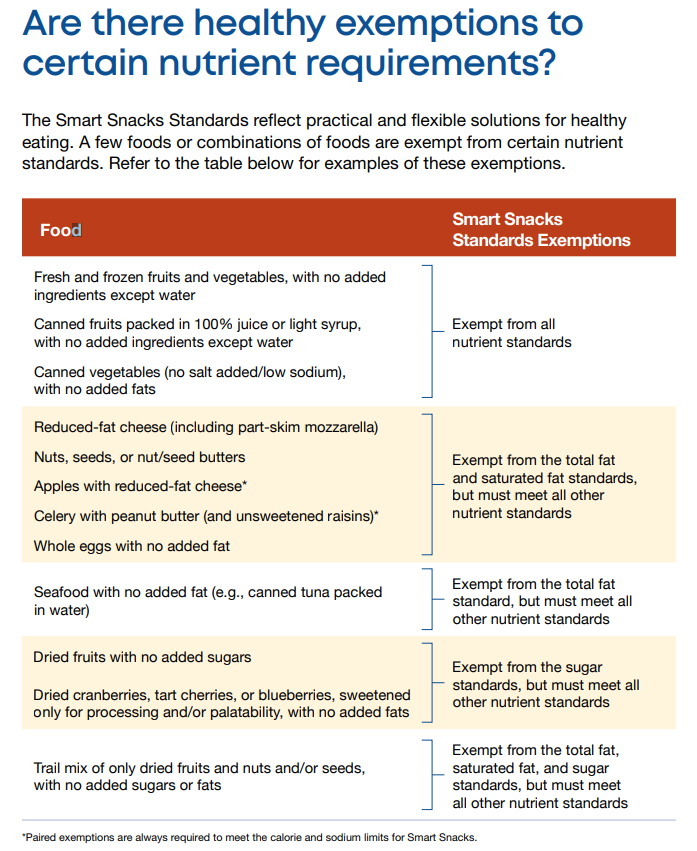 Are there healthy exemptions to
certain nutrient requirements?
The Smart Snacks Standards reflect practical and flexible solutions for healthy
eating. A few foods or combinations of foods are exempt from certain nutrient
standards. Refer to the table below for examples of these exemptions.
Food
Smart Snacks
Standards Exemptions
Fresh and frozen fruits and vegetables, with no added
ingredients except water
Canned fruits packed in 100% juice or light syrup,
with no added ingredients except water
Canned vegetables (no salt added/low sodium),
with no added fats
Exempt from all
nutrient standards
Reduced-fat cheese (including part-skim mozzarella)
Nuts, seeds, or nut/seed butters
Apples with reduced-fat cheese*
Celery with peanut butter (and unsweetened raisins)*
Whole eggs with no added fat
Exempt from the total fat
and saturated fat standards,
but must meet all other
nutrient standards
Seafood with no added fat (e.g., canned tuna packed
in water)
Exempt from the total fat
standard, but must meet all
other nutrient standards
Dried fruits with no added sugars
Dried cranberries, tart cherries, or blueberries, sweetened
only for processing and/or palatability, with no added fats
Exempt from the sugar
standards, but must meet all
other nutrient standards
Trail mix of only dried fruits and nuts and/or seeds,
with no added sugars or fats
Exempt from the total fat,
saturated fat, and sugar
standards, but must meet
all other nutrient standards
*Paired exemptions are always required to meet the calorie and sodium limits for Smart Snacks.